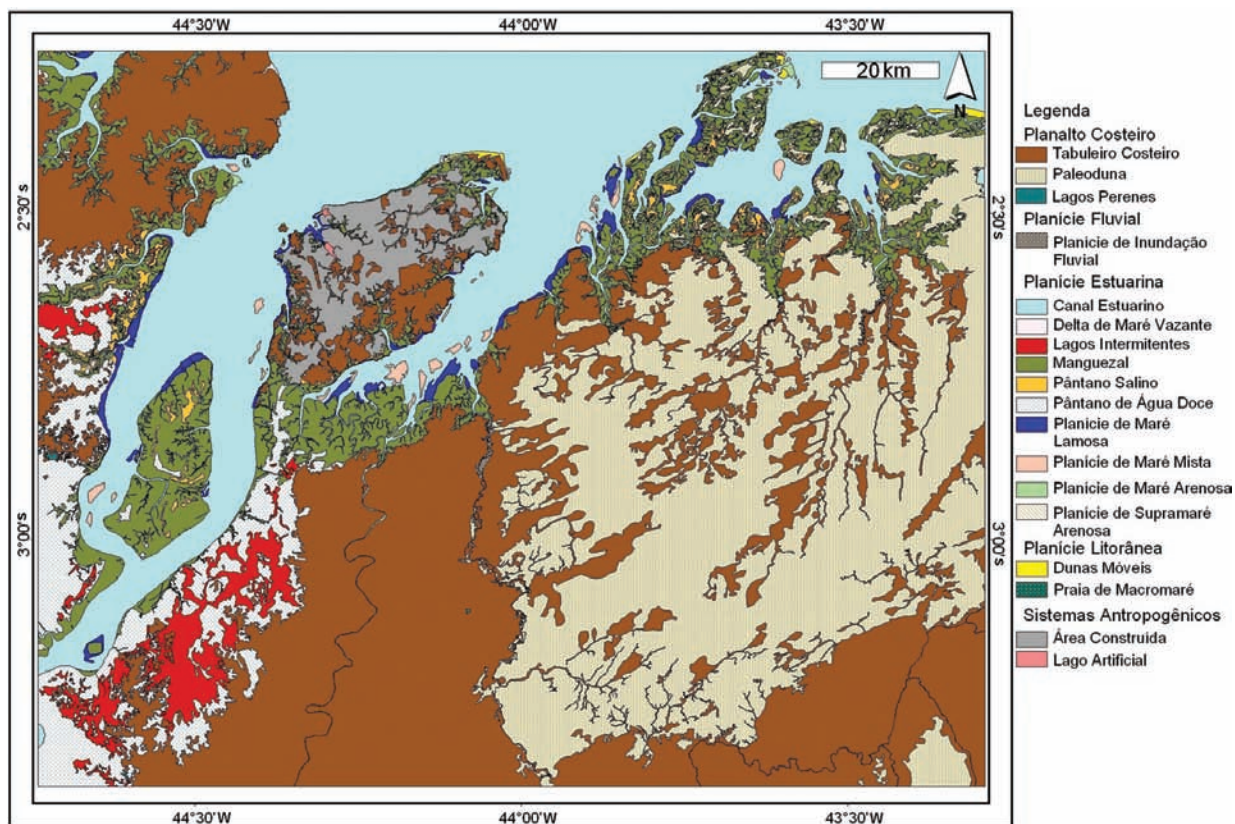 44°30'W 44°00'W 43°30'W
20 km
N
2°30's
2°30's
3°00's
3°00's
44°30'W 44°00'W 43°30'W
Legenda
Planalto Costeiro
Tabuleiro Costeiro
Paleoduna
Lagos Perenes
Planície Fluvial
Planície de Inundação
Fluvial
Planície Estuarina
Canal Estuarino
Delta de Maré Vazante
Lagos Intermitentes
Manguezal
Pântano Salino
Pântano de Água Doce
Planície de Maré
Lamosa
Planície de Maré Mista
Planície de Maré Arenosa
Planície de Supramaré
Arenosa
Planície Litorânea
Dunas Móveis
Praia de Macromaré
Sistemas Antropogênicos
Área Construída
Lago Artificial